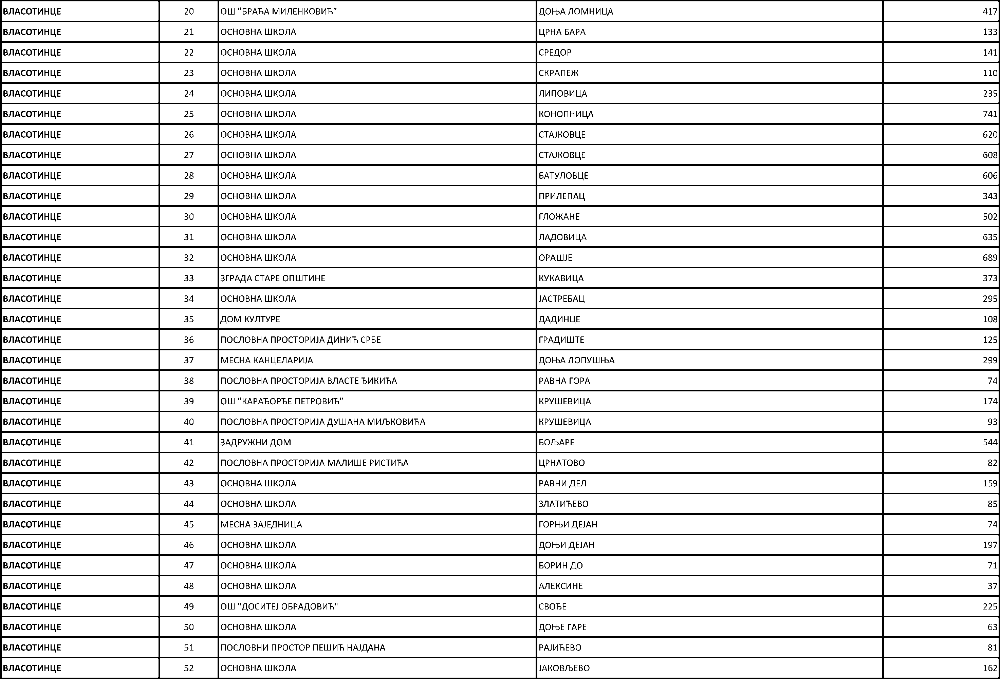 ВЛАСОТИНЦЕ 20 ОШ "БРАЋА МИЛЕНКОВИЋ" ДОЊА ЛОМНИЦА 417
ВЛАСОТИНЦЕ 21 ОСНОВНА ШКОЛА ЦРНА БАРА 133
ВЛАСОТИНЦЕ 22 ОСНОВНА ШКОЛА СРЕДОР 141
ВЛАСОТИНЦЕ 23 ОСНОВНА ШКОЛА СКРАПЕЖ 110
ВЛАСОТИНЦЕ 24 ОСНОВНА ШКОЛА ЛИПОВИЦА 235
ВЛАСОТИНЦЕ 25 ОСНОВНА ШКОЛА КОНОПНИЦА 741
ВЛАСОТИНЦЕ 26 ОСНОВНА ШКОЛА СТАЈКОВЦЕ 620
ВЛАСОТИНЦЕ 27 ОСНОВНА ШКОЛА СТАЈКОВЦЕ 608
ВЛАСОТИНЦЕ 28 ОСНОВНА ШКОЛА БАТУЛОВЦЕ 606
ВЛАСОТИНЦЕ 29 ОСНОВНА ШКОЛА ПРИЛЕПАЦ 343
ВЛАСОТИНЦЕ 30 ОСНОВНА ШКОЛА ГЛОЖАНЕ 502
ВЛАСОТИНЦЕ 31 ОСНОВНА ШКОЛА ЛАДОВИЦА 635
ВЛАСОТИНЦЕ 32 ОСНОВНА ШКОЛА ОРАШЈЕ 689
ВЛАСОТИНЦЕ 33 ЗГРАДА СТАРЕ ОПШТИНЕ КУКАВИЦА 373
ВЛАСОТИНЦЕ 34 ОСНОВНА ШКОЛА ЈАСТРЕБАЦ 295
ВЛАСОТИНЦЕ 35 ДОМ КУЛТУРЕ ДАДИНЦЕ 108
ВЛАСОТИНЦЕ 36 ПОСЛОВНА ПРОСТОРИЈА ДИНИЋ СРБЕ ГРАДИШТЕ 125
ВЛАСОТИНЦЕ 37 МЕСНА КАНЦЕЛАРИЈА ДОЊА ЛОПУШЊА 299
ВЛАСОТИНЦЕ 38 ПОСЛОВНА ПРОСТОРИЈА ВЛАСТЕ ЂИКИЋА РАВНА ГОРА 74
ВЛАСОТИНЦЕ 39 ОШ "КАРАЂОРЂЕ ПЕТРОВИЋ" КРУШЕВИЦА 174
ВЛАСОТИНЦЕ 40 ПОСЛОВНА ПРОСТОРИЈА ДУШАНА МИЉКОВИЋА КРУШЕВИЦА 93
ВЛАСОТИНЦЕ 41 ЗАДРУЖНИ ДОМ БОЉАРЕ 544
ВЛАСОТИНЦЕ 42 ПОСЛОВНА ПРОСТОРИЈА МАЛИШЕ РИСТИЋА ЦРНАТОВО 82
ВЛАСОТИНЦЕ 43 ОСНОВНА ШКОЛА РАВНИ ДЕЛ 159
ВЛАСОТИНЦЕ 44 ОСНОВНА ШКОЛА ЗЛАТИЋЕВО 85
ВЛАСОТИНЦЕ 45 МЕСНА ЗАЈЕДНИЦА ГОРЊИ ДЕЈАН 74
ВЛАСОТИНЦЕ 46 ОСНОВНА ШКОЛА ДОЊИ ДЕЈАН 197
ВЛАСОТИНЦЕ 47 ОСНОВНА ШКОЛА БОРИН ДО 71
ВЛАСОТИНЦЕ 48 ОСНОВНА ШКОЛА АЛЕКСИНЕ 37
ВЛАСОТИНЦЕ 49 ОШ "ДОСИТЕЈ ОБРАДОВИЋ" СВОЂЕ 225
ВЛАСОТИНЦЕ 50 ОСНОВНА ШКОЛА ДОЊЕ ГАРЕ 63
ВЛАСОТИНЦЕ 51 ПОСЛОВНИ ПРОСТОР ПЕШИЋ НАЈДАНА РАЈИЋЕВО 81
ВЛАСОТИНЦЕ 52 ОСНОВНА ШКОЛА ЈАКОВЉЕВО 162